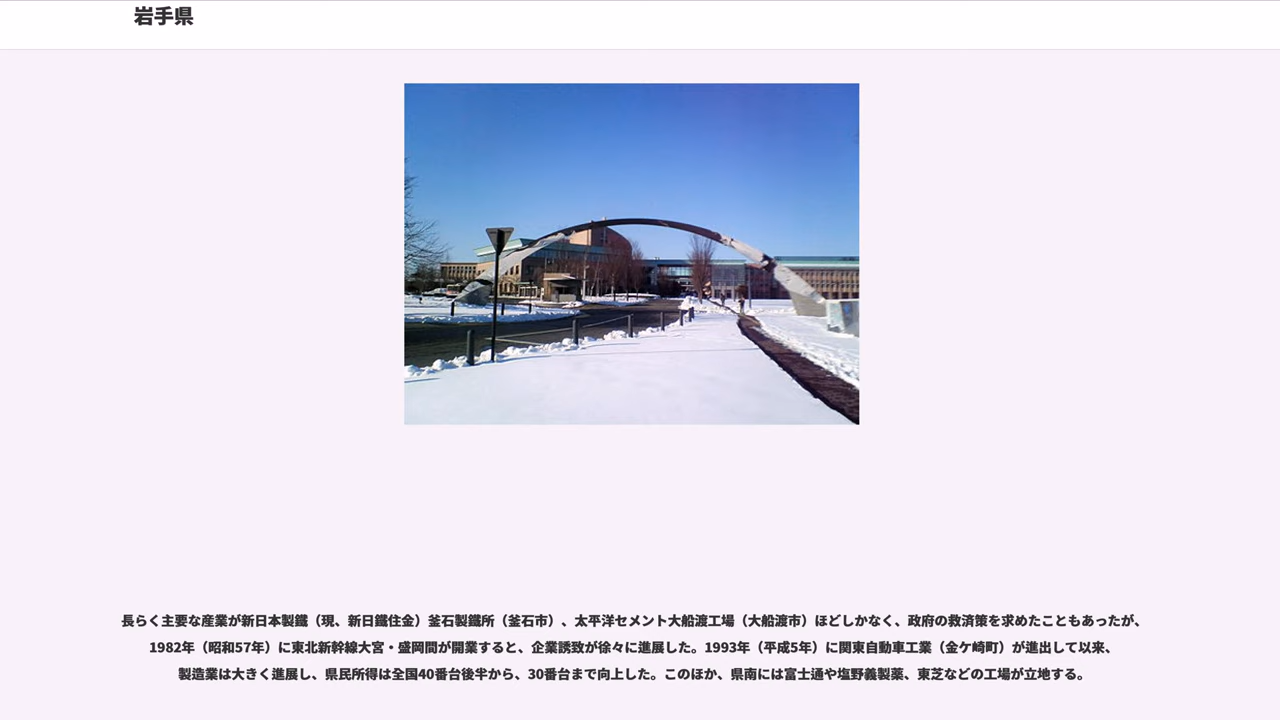 岩手県
長らく主要な産業が新日本製鐵（現、新日鐵住金）釜石製鐵所（釜石市）、太平洋セメント大船渡工場（大船渡市）ほどしかなく、政府の救済策を求めたこともあったが、
1982年（昭和57年）に東北新幹線大宮・盛岡間が開業すると、企業誘致が徐々に進展した。1993年（平成5年）に関東自動車工業（金ケ崎町）が進出して以来、
製造業は大きく進展し、県民所得は全国40番台後半から、30番台まで向上した。このほか、県南には富士通や塩野義製薬、東芝などの工場が立地する。